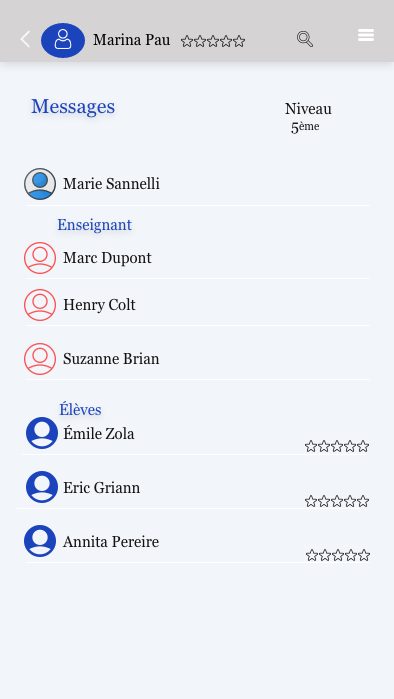 Marina Pau
Messages
Niveau
5ème
Marie Sannelli
Enseignant
Marc Dupont
Henry Colt
Suzanne Brian
Élèves
Émile Zola
Eric Griann
Annita Pereire